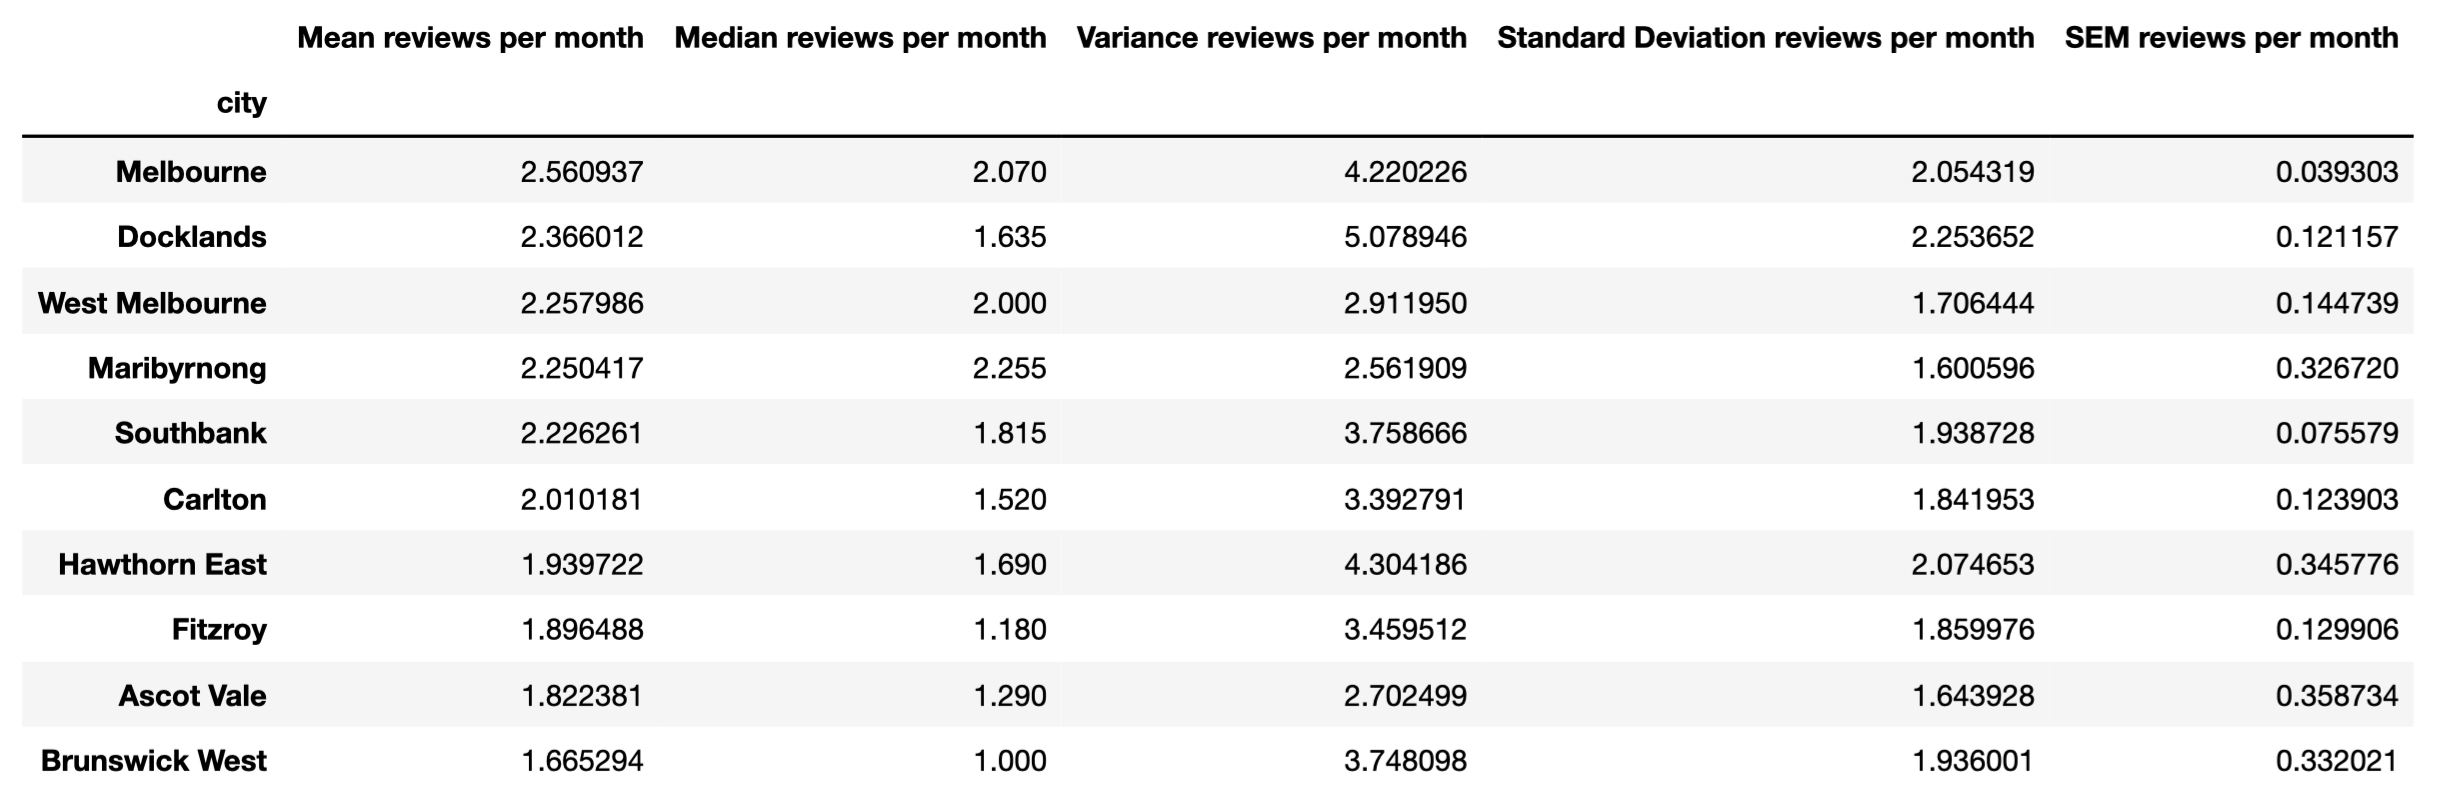 Mean reviews per month Median reviews per month Variance reviews per month Standard Deviation reviews per month SEM reviews per month
city
Melbourne 2.560937 2.070 4.220226 2.054319 0.039303
Docklands 2.366012 1.635 5.078946 2.253652 0.121157
West Melbourne 2.257986 2.000 2.911950 1.706444 0.144739
Maribyrnong 2.250417 2.255 2.561909 1.600596 0.326720
Southbank 2.226261 1.815 3.758666 1.938728 0.075579
Carlton 2.010181 1.520 3.392791 1.841953 0.123903
Hawthorn East 1.939722 1.690 4.304186 2.074653 0.345776
Fitzroy 1.896488 1.180 3.459512 1.859976 0.129906
Ascot Vale 1.822381 1.290 2.702499 1.643928 0.358734
Brunswick West 1.665294 1.000 3.748098 1.936001 0.332021